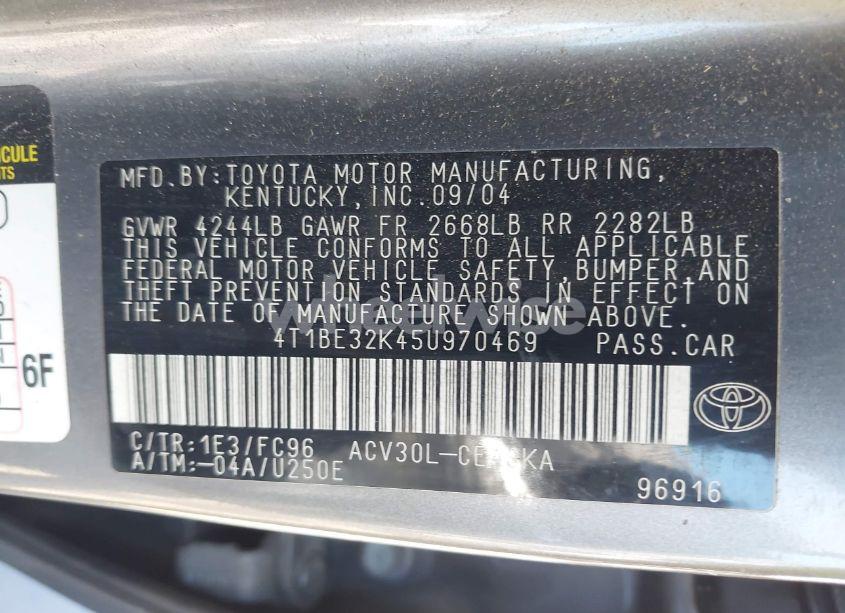 MFD.BY:TOYOTA MOTOR MANUFACTURING,
KENTUCKY,INC.09/04
GVWR 4244LB GAWR FR 2668LB RR 2282LB
THIS VEHICLE CONFORMS TO ALL APPLICABLE
FEDERAL MOTOR VEHICLE SAFETY,BUMPER,AND
THEFT PREVENTION STANDARDS IN EFFECT ON
THE DATE OF MANUFACTURE SHOWN ABOVE.
wheelwise
4T1BE32K45U970469 PASS.CAR
C/TR:1E3/FC96
A/TM:-04A/U250E
96916
6F